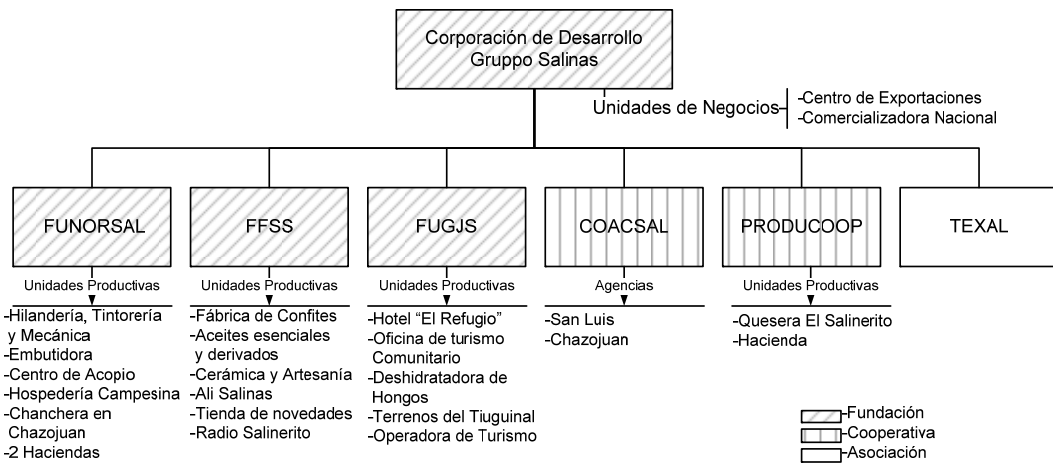 Corporación de Desarrollo
Gruppo Salinas
Unidades de Negocios
-Centro de Exportaciones
-Comercializadora Nacional
FUNORSAL
FFSS
FUGJS
COACSAL
PRODUCOOP
TEXAL
Unidades Productivas
-Hilandería, Tintorería
y Mecánica
-Embutidora
-Centro de Acopio
-Hospedería Campesina
-Chanchera en
Chazojuan
-2 Haciendas
Unidades Productivas
-Fábrica de Confites
-Aceites esenciales
y derivados
-Cerámica y Artesanía
-Ali Salinas
-Tienda de novedades
-Radio Salinerito
Unidades Productivas
-Hotel “El Refugio”
-Oficina de turismo
Comunitario
-Deshidratadora de
Hongos
-Terrenos del Tiuguinal
-Operadora de Turismo
Agencias
-San Luis
-Chazojuan
Unidades Productivas
-Quesera El Salinerito
-Hacienda
-Fundación
-Cooperativa
-Asociación